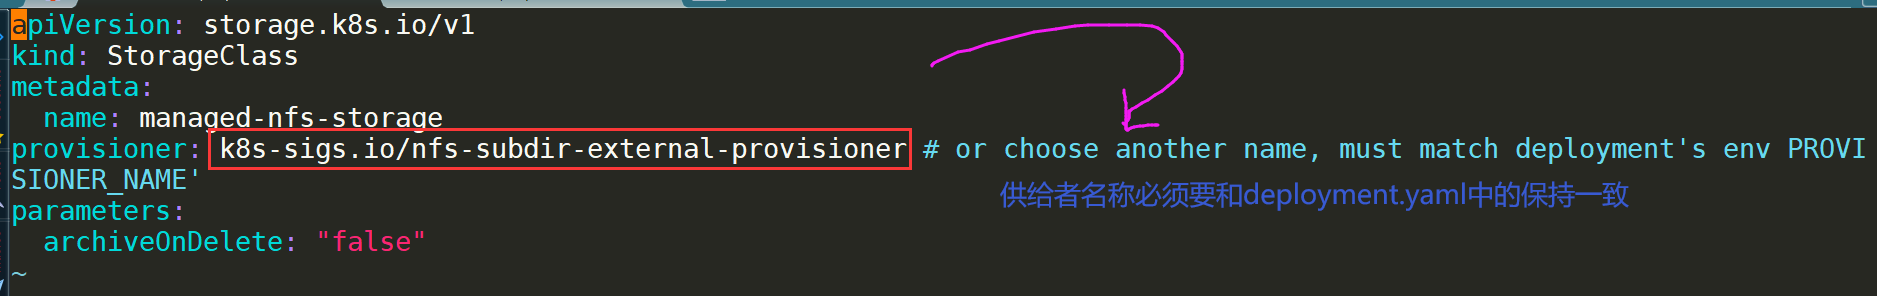 apiVersion: storage.k8s.io/v1
kind: StorageClass
metadata:
  name: managed-nfs-storage
provisioner: k8s-sigs.io/nfs-subdir-external-provisioner # or choose another name, must match deployment's env PROVI
SIONER_NAME'
供给者名称必须要和deployment.yaml中的保持一致
parameters:
  archiveOnDelete: "false"
~